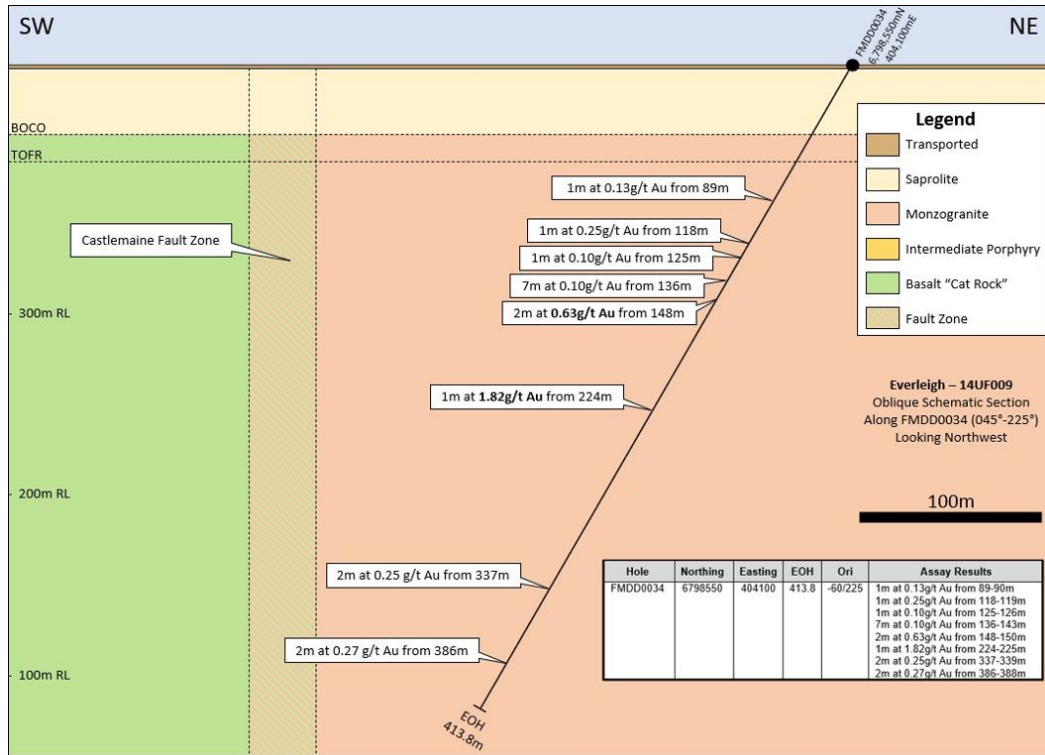 SW
NE
FMDD0034
6,798,550mN
404,100mE
BOCO
TOFR
Legend
Transported
Saprolite
Monzogranite
Intermediate Porphyry
Basalt “Cat Rock”
Fault Zone
1m at 0.13g/t Au from 89m
1m at 0.25g/t Au from 118m
1m at 0.10g/t Au from 125m
7m at 0.10g/t Au from 136m
2m at 0.63g/t Au from 148m
Castlemaine Fault Zone
300m RL
1m at 1.82g/t Au from 224m
Everleigh – 14UF009
Oblique Schematic Section
Along FMDD0034 (045°-225°)
Looking Northwest
200m RL
100m
2m at 0.25 g/t Au from 337m
Hole Northing Easting EOH Ori Assay Results
FMDD0034 6798550 404100 413.8 -60/225 1m at 0.13g/t Au from 89-90m
1m at 0.25g/t Au from 118-119m
1m at 0.10g/t Au from 125-126m
7m at 0.10g/t Au from 136-143m
2m at 0.63g/t Au from 148-150m
1m at 1.82g/t Au from 224-225m
2m at 0.25g/t Au from 337-339m
2m at 0.27g/t Au from 386-388m
2m at 0.27 g/t Au from 386m
100m RL
EOH
413.8m